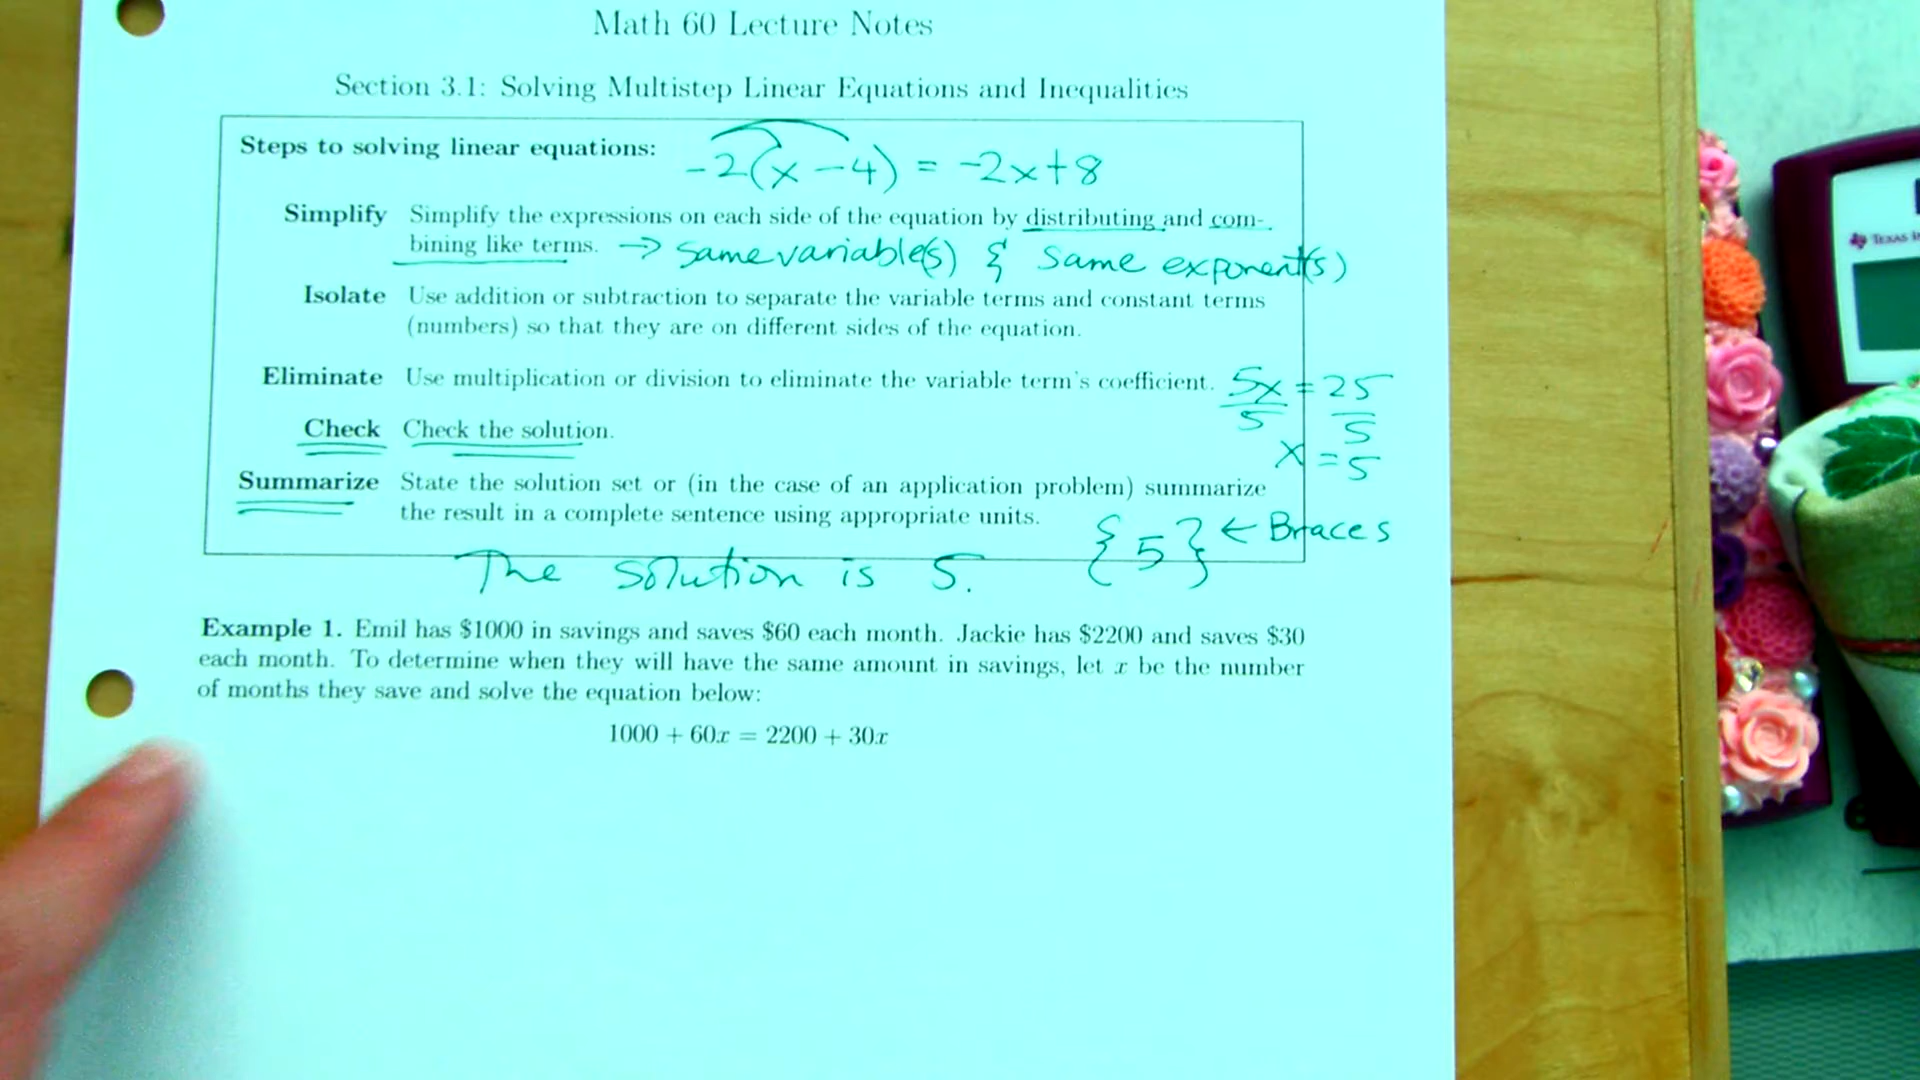 Math 60 Lecture Notes
Section 3.1: Solving Multistep Linear Equations and Inequalities
Steps to solving linear equations:
-2(x - 4) = -2x + 8
Simplify Simplify the expressions on each side of the equation by distributing and com-
bining like terms. → same variable(s) & same exponent(s)
Isolate Use addition or subtraction to separate the variable terms and constant terms
(numbers) so that they are on different sides of the equation.
Eliminate Use multiplication or division to eliminate the variable term's coefficient.
5x = 25
5 5
x = 5
Check Check the solution.
Summarize State the solution set or (in the case of an application problem) summarize
the result in a complete sentence using appropriate units.
{5} ← Braces
The solution is 5.
Example 1. Emil has $1000 in savings and saves $60 each month. Jackie has $2200 and saves $30
each month. To determine when they will have the same amount in savings, let x be the number
of months they save and solve the equation below:
1000 + 60x = 2200 + 30x